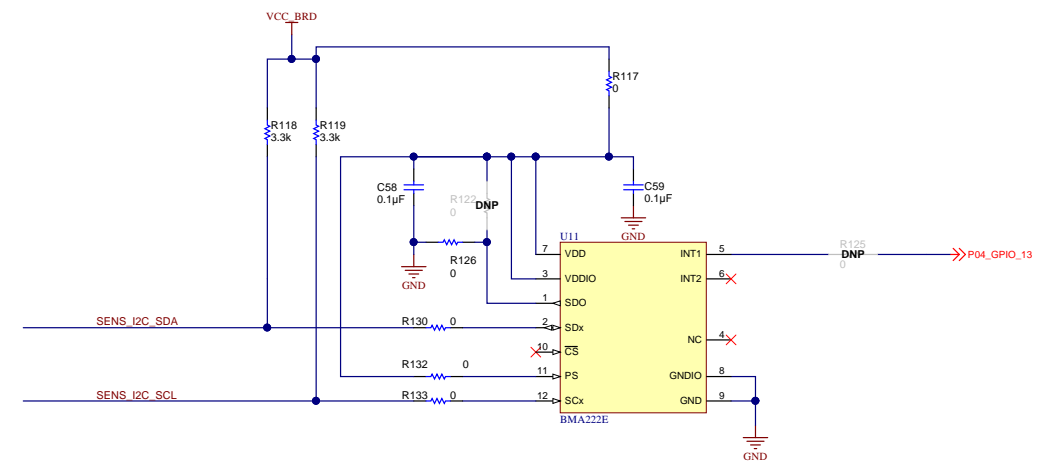 VCC_BRD
R117
0
R118
3.3k
R119
3.3k
C58
0.1µF
R122
0
DNP
C59
0.1µF
GND
R126
0
GND
U11
7 VDD
3 VDDIO
1 SDO
2 SDx
10 CS
11 PS
12 SCx
INT1 5
INT2 6
NC 4
GNDIO 8
GND 9
BMA222E
R125
DNP
0
P04_GPIO_13
SENS_I2C_SDA
R130 0
R132 0
SENS_I2C_SCL
R133 0
GND